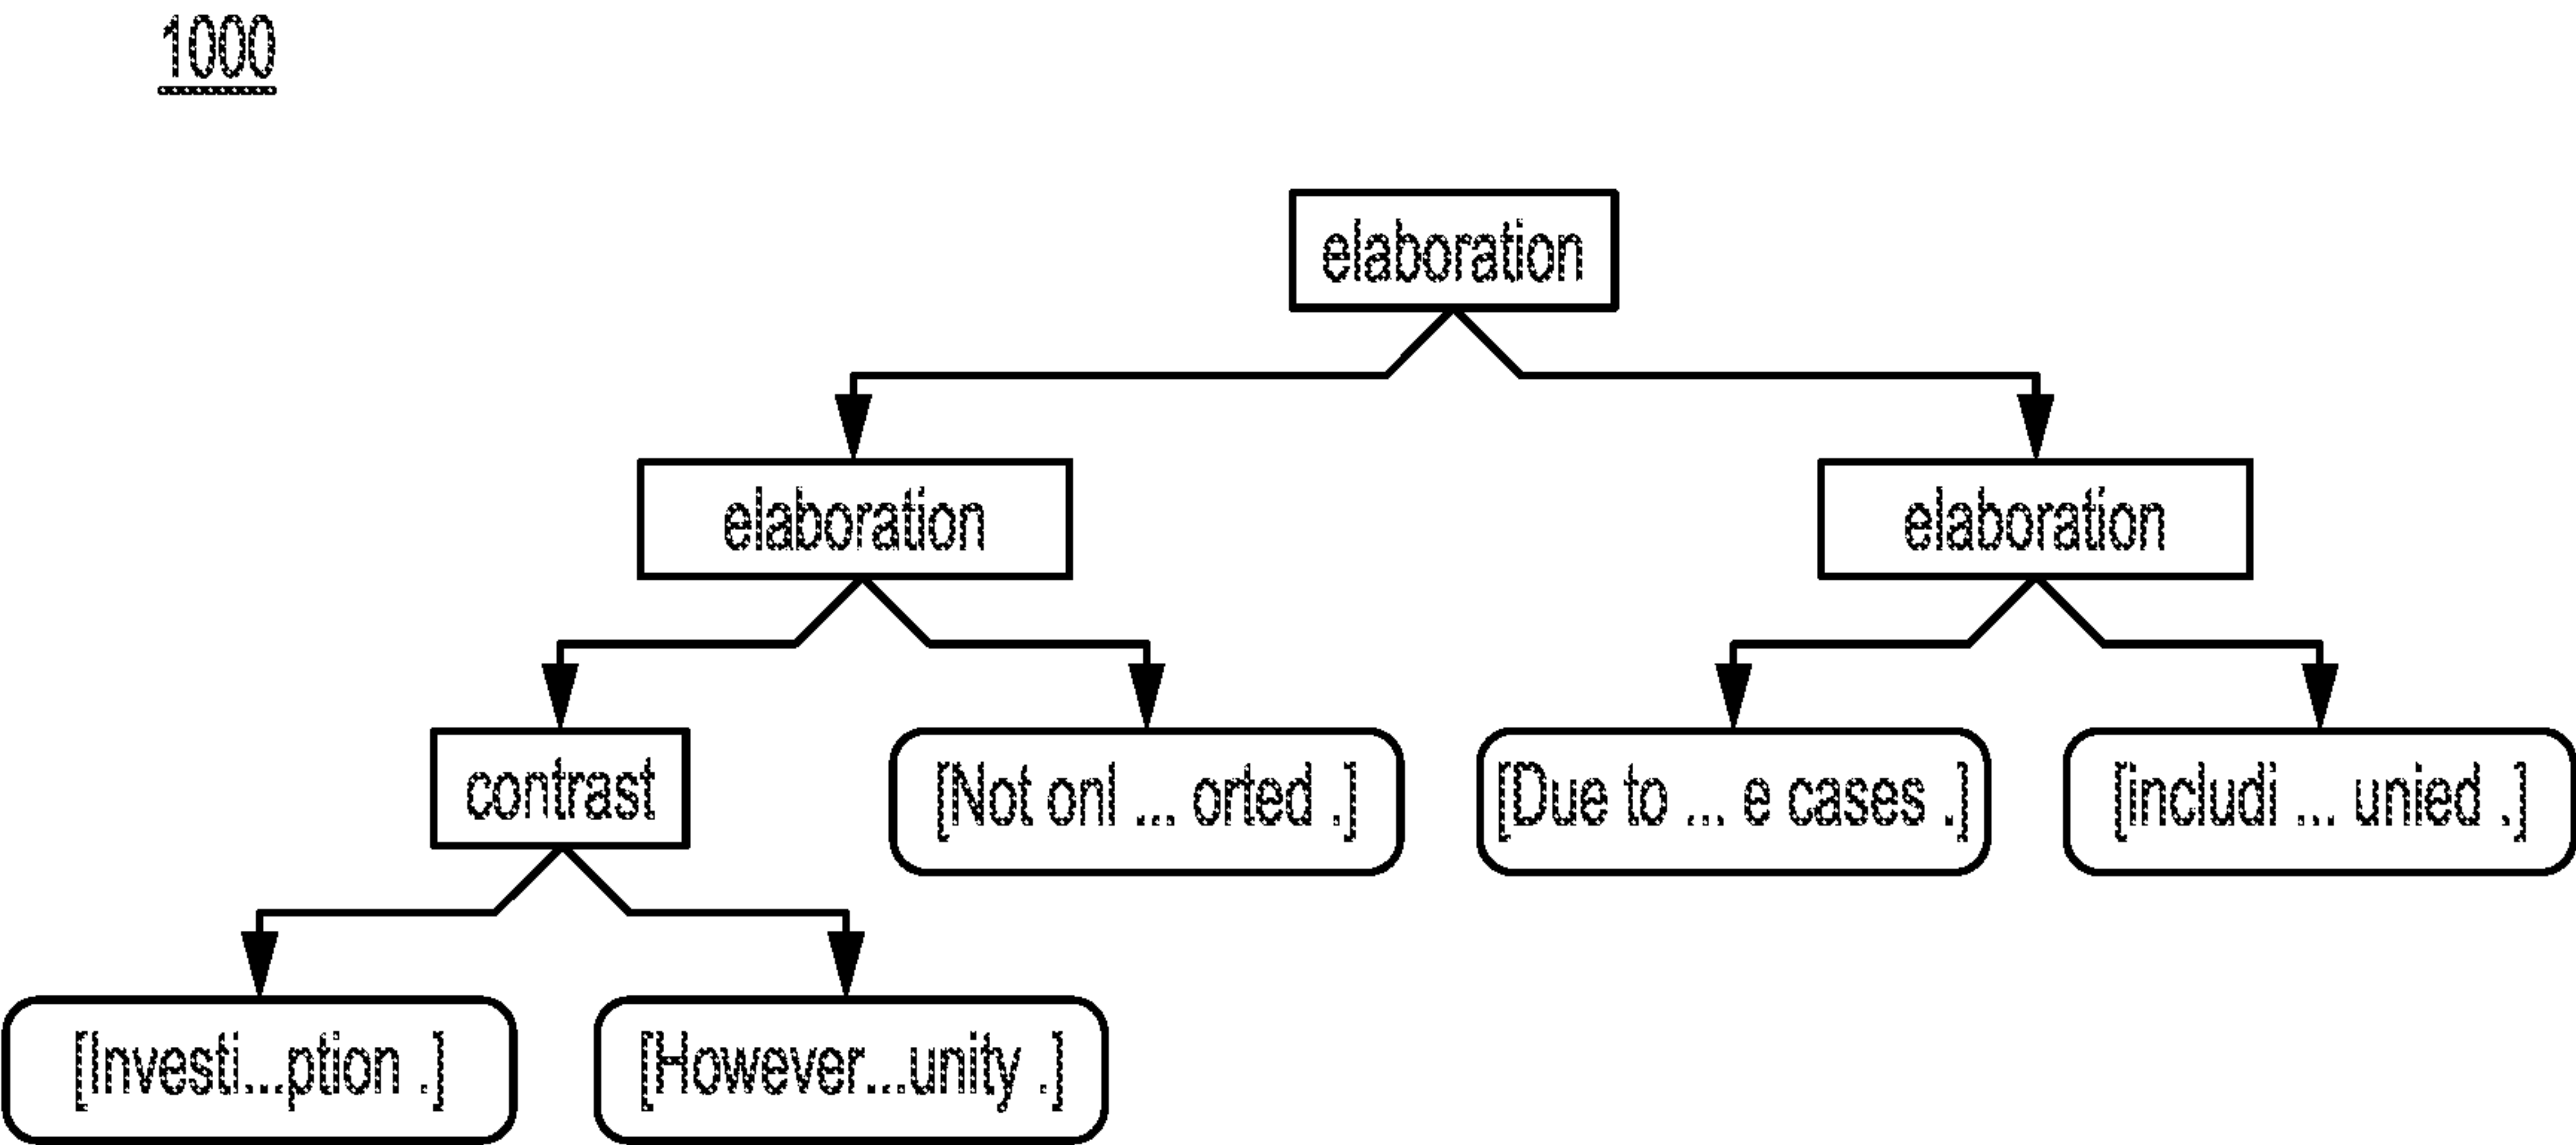 1000
elaboration
elaboration
elaboration
contrast
[Not onl ... orted .]
[Due to ... e cases .]
[includi ... unied .]
[Investi...ption .]
[However...unity .]